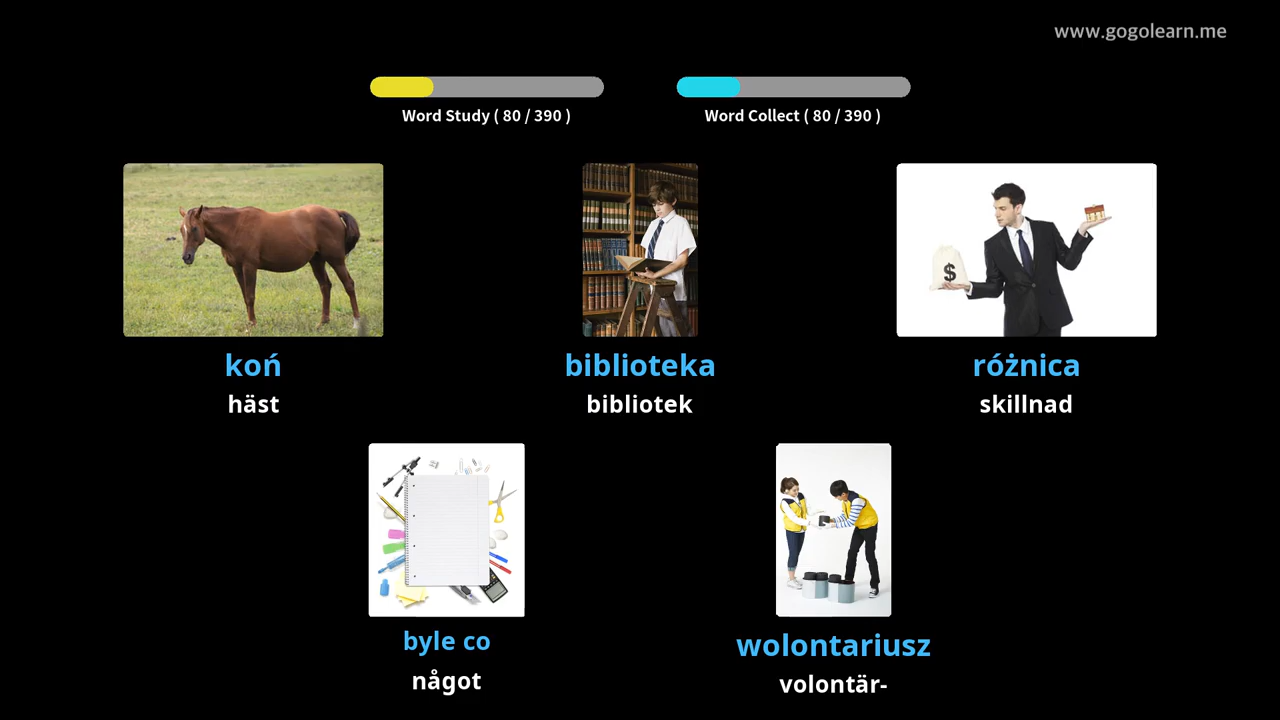 www.gogolearn.me
Word Study ( 80 / 390 )
Word Collect ( 80 / 390 )
koń
häst
biblioteka
bibliotek
różnica
skillnad
$
byle co
något
wolontariusz
volontär-